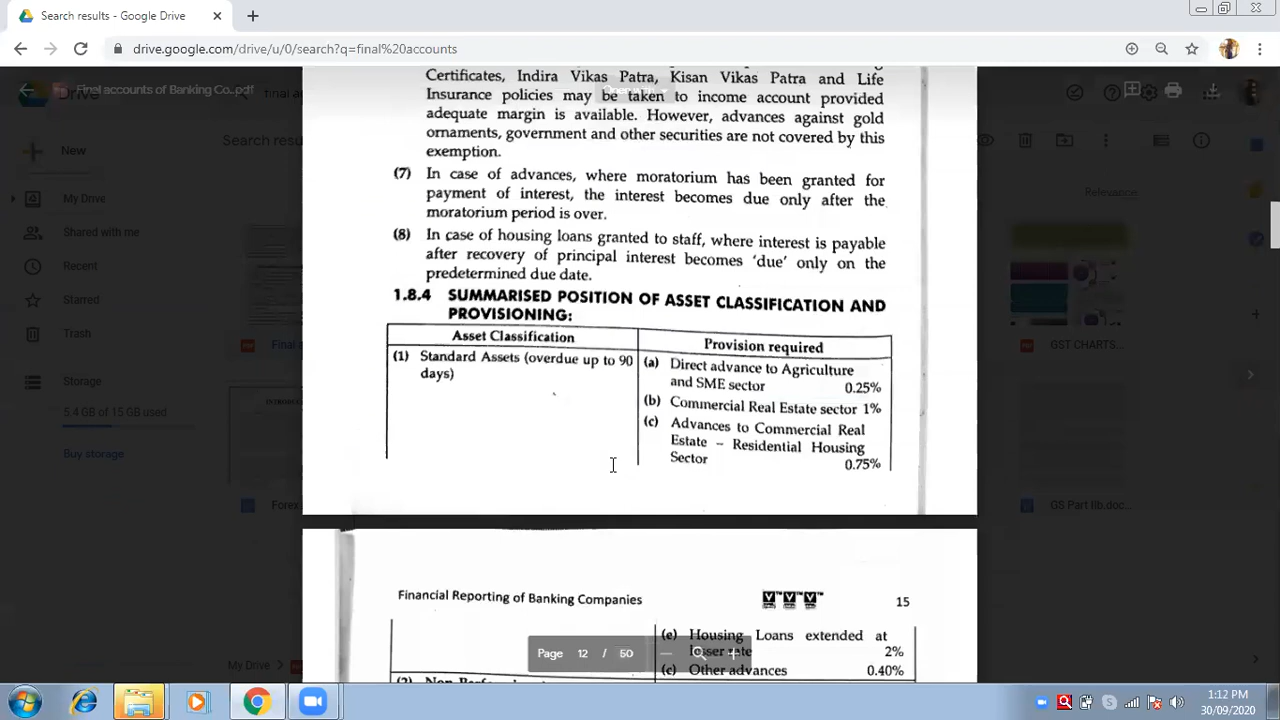 Search results - Google Drive
drive.google.com/drive/u/0/search?q=final%20accounts
Drive
Final accounts of Banking Co..pdf
New
Search resu
My Drive
Shared with me
Recent
Starred
Trash
Storage
5.4 GB of 15 GB used
Buy storage
Relevance
Final
Forex
GST CHARTS...
GS Part IIb.doc...
My Drive
Certificates, Indira Vikas Patra, Kisan Vikas Patra and Life
Insurance policies may be taken to income account provided
adequate margin is available. However, advances against gold
ornaments, government and other securities are not covered by this
exemption.
(7) In case of advances, where moratorium has been granted for
payment of interest, the interest becomes due only after the
moratorium period is over.
(8) In case of housing loans granted to staff, where interest is payable
after recovery of principal interest becomes 'due' only on the
predetermined due date.
1.8.4 SUMMARISED POSITION OF ASSET CLASSIFICATION AND
PROVISIONING:
Asset Classification
Provision required
(1) Standard Assets (overdue up to 90
days)
(a) Direct advance to Agriculture
and SME sector 0.25%
(b) Commercial Real Estate sector 1%
(c) Advances to Commercial Real
Estate – Residential Housing
Sector 0.75%
Financial Reporting of Banking Companies 15
(e) Housing Loans extended at
rate 2%
(c) Other advances 0.40%
Page 12 / 50
1:12 PM
30/09/2020